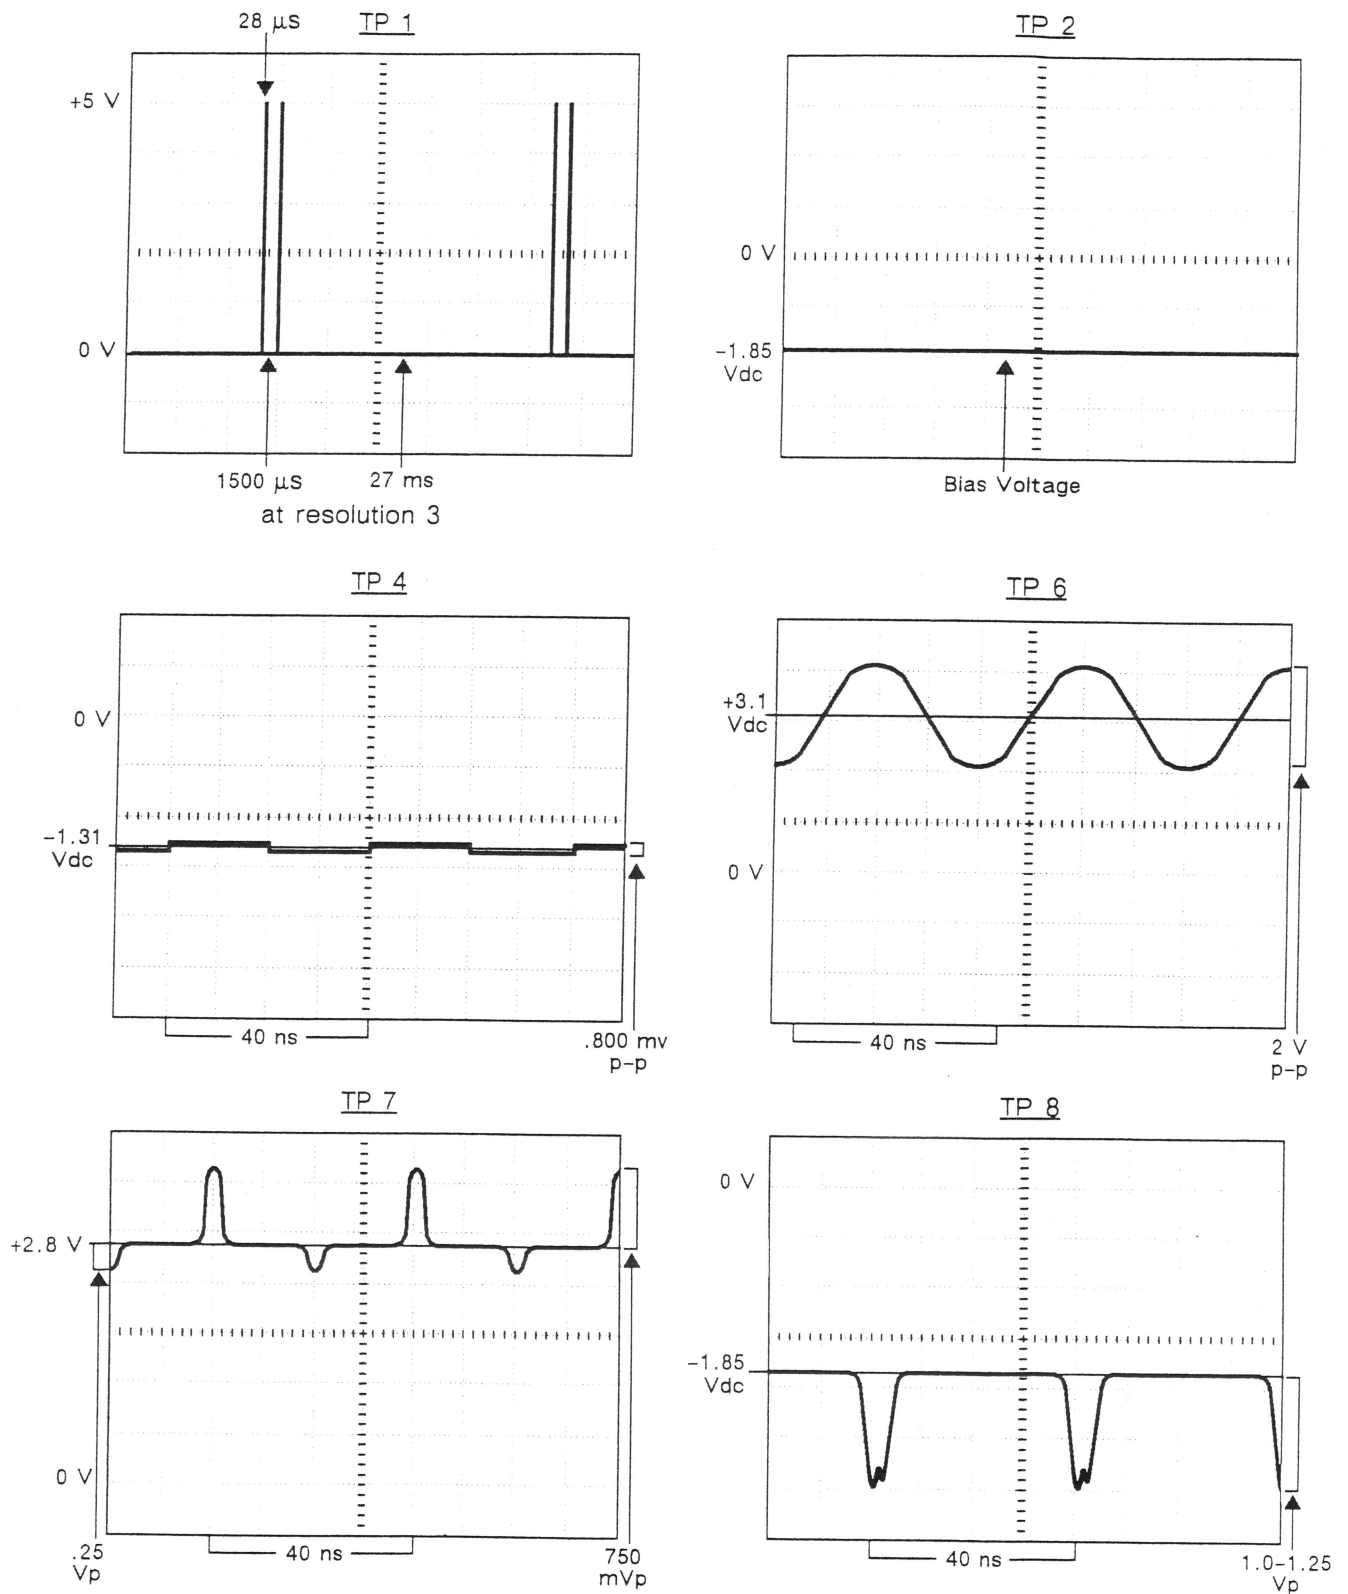 28 µS
TP 1
+5 V
0 V
1500 µS
27 ms
at resolution 3
TP 2
0 V
-1.85
Vdc
Bias Voltage
TP 4
0 V
-1.31
Vdc
40 ns
.800 mv
p-p
TP 6
+3.1
Vdc
0 V
40 ns
2 V
p-p
TP 7
+2.8 V
0 V
.25
Vp
40 ns
750
mVp
TP 8
0 V
-1.85
Vdc
40 ns
1.0-1.25
Vp